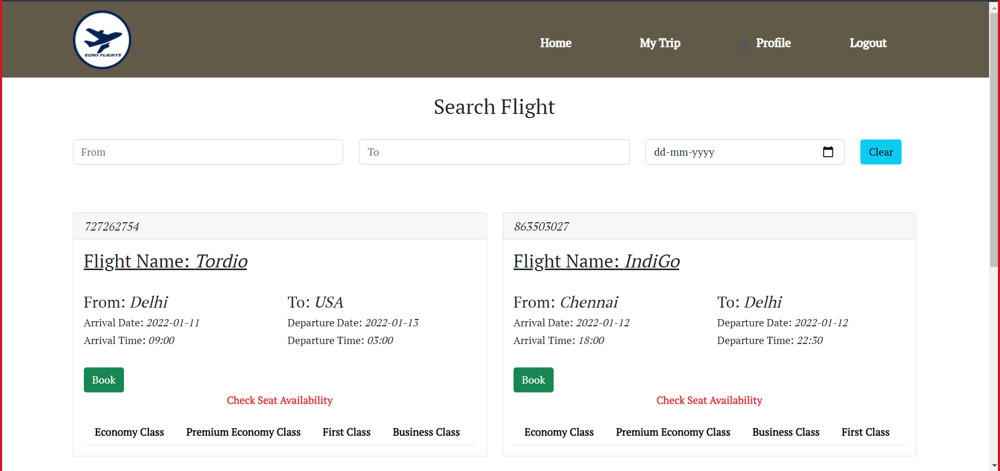 ECHO FLIGHTS
Home My Trip Profile Logout
Search Flight
From To dd-mm-yyyy Clear
727262754
Flight Name: Tordio
From: Delhi To: USA
Arrival Date: 2022-01-11 Departure Date: 2022-01-13
Arrival Time: 09:00 Departure Time: 03:00
Book
Check Seat Availability
Economy Class Premium Economy Class First Class Business Class
863503027
Flight Name: IndiGo
From: Chennai To: Delhi
Arrival Date: 2022-01-12 Departure Date: 2022-01-12
Arrival Time: 18:00 Departure Time: 22:30
Book
Check Seat Availability
Economy Class Premium Economy Class Business Class First Class